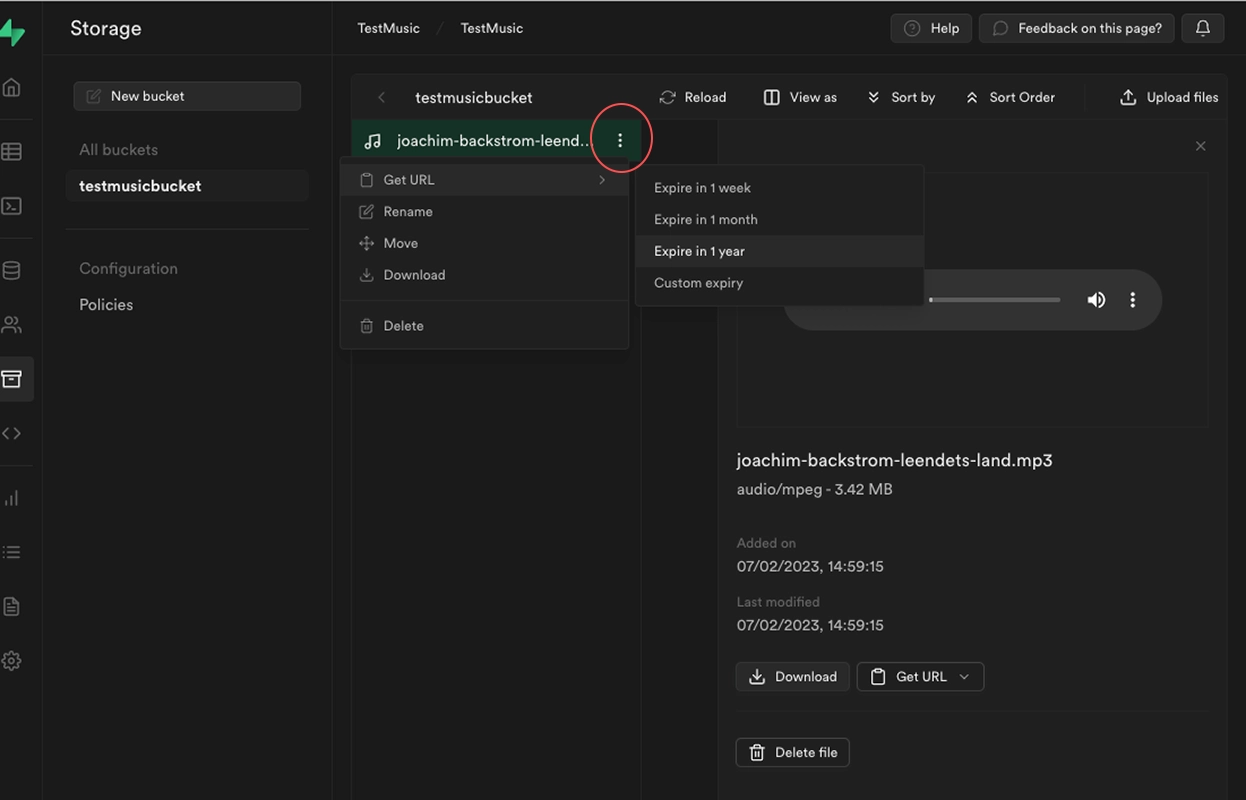 Storage
TestMusic / TestMusic
Help
Feedback on this page?
New bucket
All buckets
testmusicbucket
Configuration
Policies
testmusicbucket
Reload
View as
Sort by
Sort Order
Upload files
joachim-backstrom-leend...
Get URL
Rename
Move
Download
Delete
Expire in 1 week
Expire in 1 month
Expire in 1 year
Custom expiry
joachim-backstrom-leendets-land.mp3
audio/mpeg - 3.42 MB
Added on
07/02/2023, 14:59:15
Last modified
07/02/2023, 14:59:15
Download
Get URL
Delete file